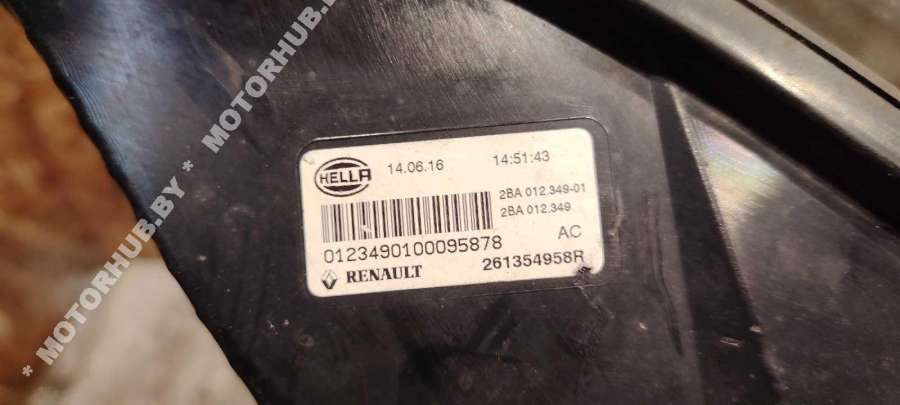 HELLA
14.06.16 14:51:43
2BA 012.349-01
2BA 012.349
0123490100095878 AC
RENAULT 261354958R
* MOTORHUB.BY * MOTORHUB.BY